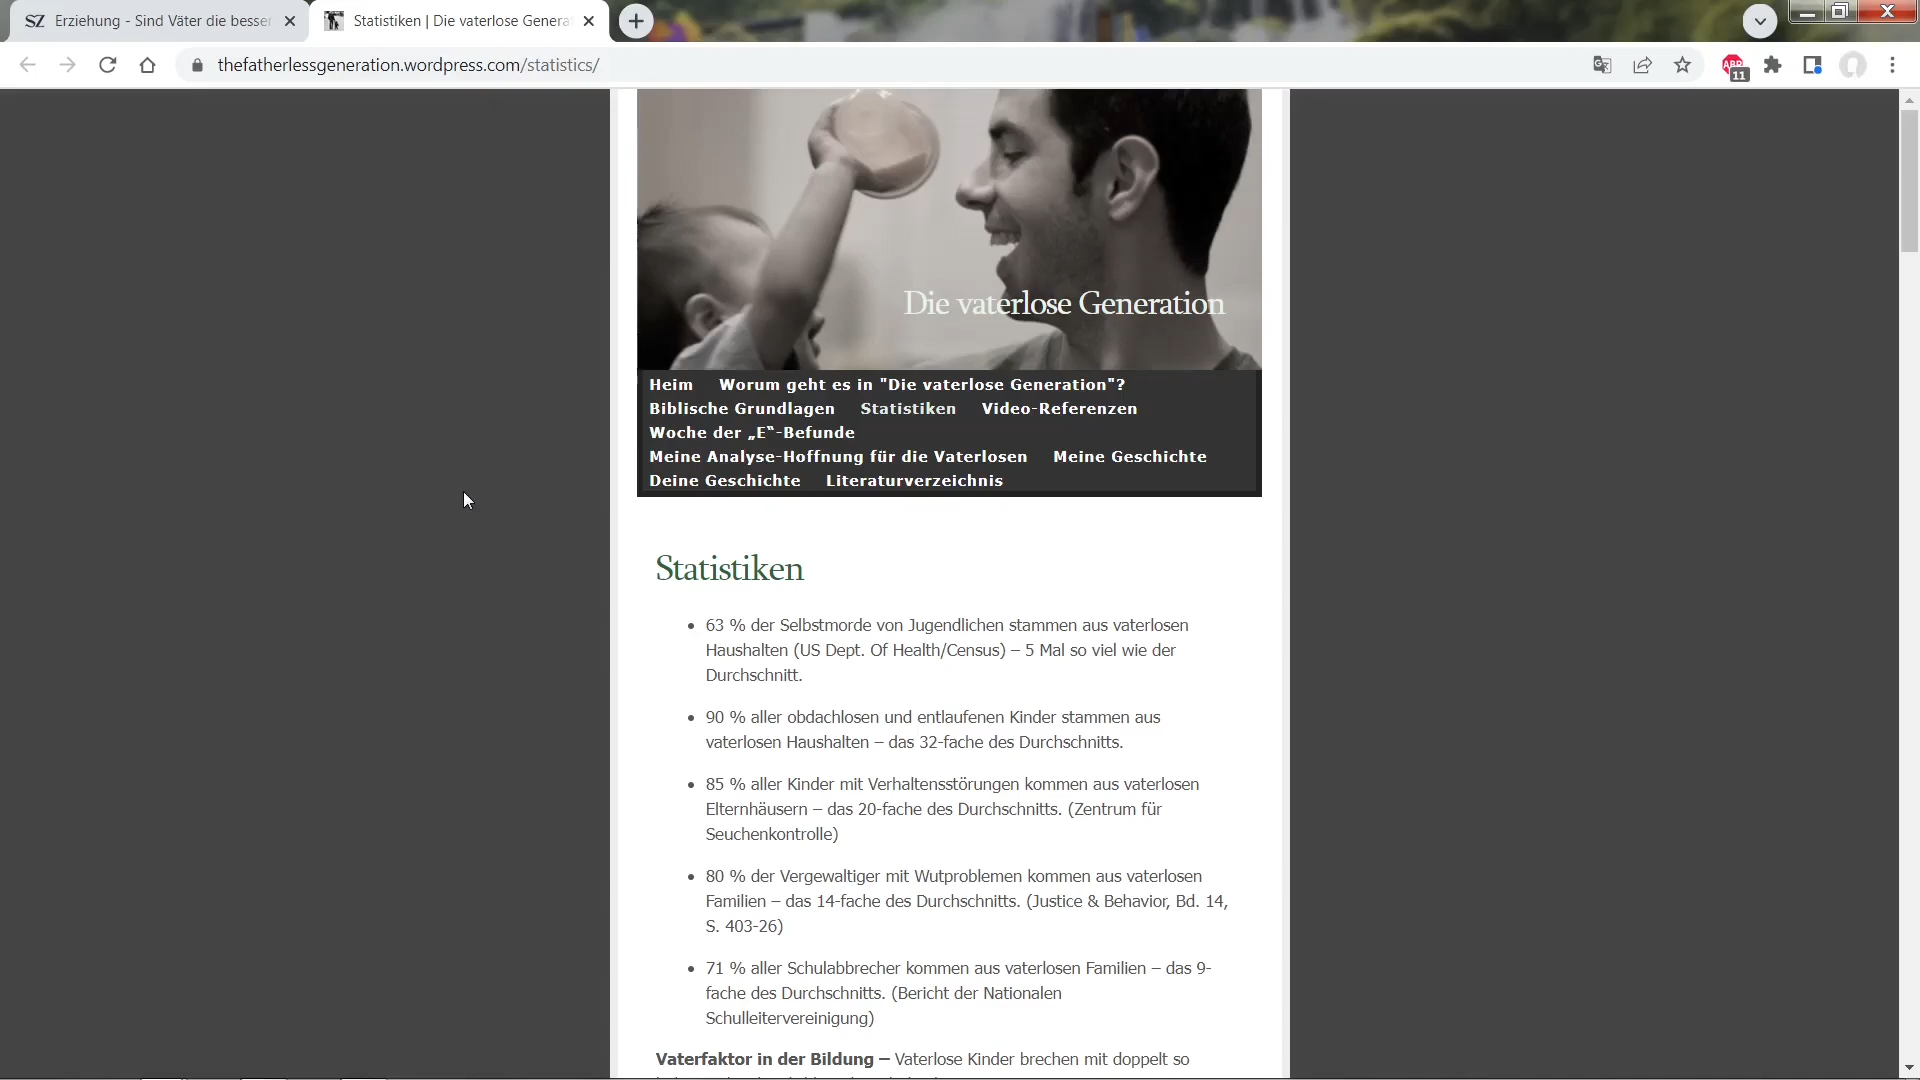 Erziehung - Sind Väter die besser
Statistiken | Die vaterlose Genera
thefatherlessgeneration.wordpress.com/statistics/
ABP
11
Die vaterlose Generation
Heim Worum geht es in "Die vaterlose Generation"?
Biblische Grundlagen Statistiken Video-Referenzen
Woche der „E“-Befunde
Meine Analyse-Hoffnung für die Vaterlosen Meine Geschichte
Deine Geschichte Literaturverzeichnis
Statistiken
• 63 % der Selbstmorde von Jugendlichen stammen aus vaterlosen
Haushalten (US Dept. Of Health/Census) – 5 Mal so viel wie der
Durchschnitt.
• 90 % aller obdachlosen und entlaufenen Kinder stammen aus
vaterlosen Haushalten – das 32-fache des Durchschnitts.
• 85 % aller Kinder mit Verhaltensstörungen kommen aus vaterlosen
Elternhäusern – das 20-fache des Durchschnitts. (Zentrum für
Seuchenkontrolle)
• 80 % der Vergewaltiger mit Wutproblemen kommen aus vaterlosen
Familien – das 14-fache des Durchschnitts. (Justice & Behavior, Bd. 14,
S. 403-26)
• 71 % aller Schulabbrecher kommen aus vaterlosen Familien – das 9-
fache des Durchschnitts. (Bericht der Nationalen
Schulleitervereinigung)
Vaterfaktor in der Bildung – Vaterlose Kinder brechen mit doppelt so